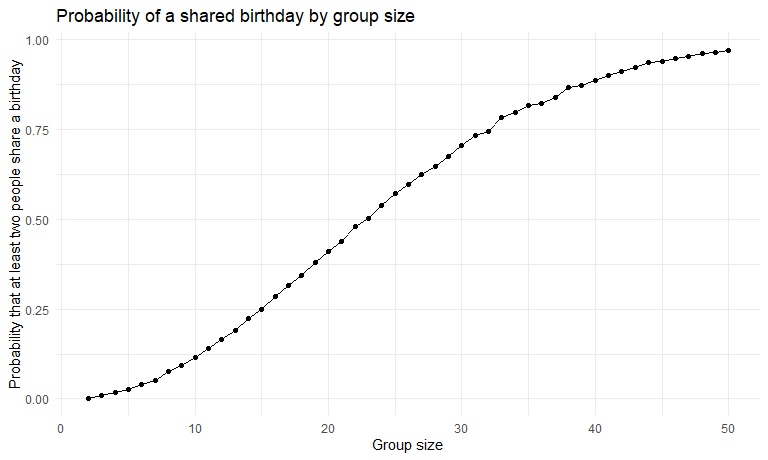 Probability of a shared birthday by group size
Probability that at least two people share a birthday
1.00
0.75
0.50
0.25
0.00
0 10 20 30 40 50
Group size